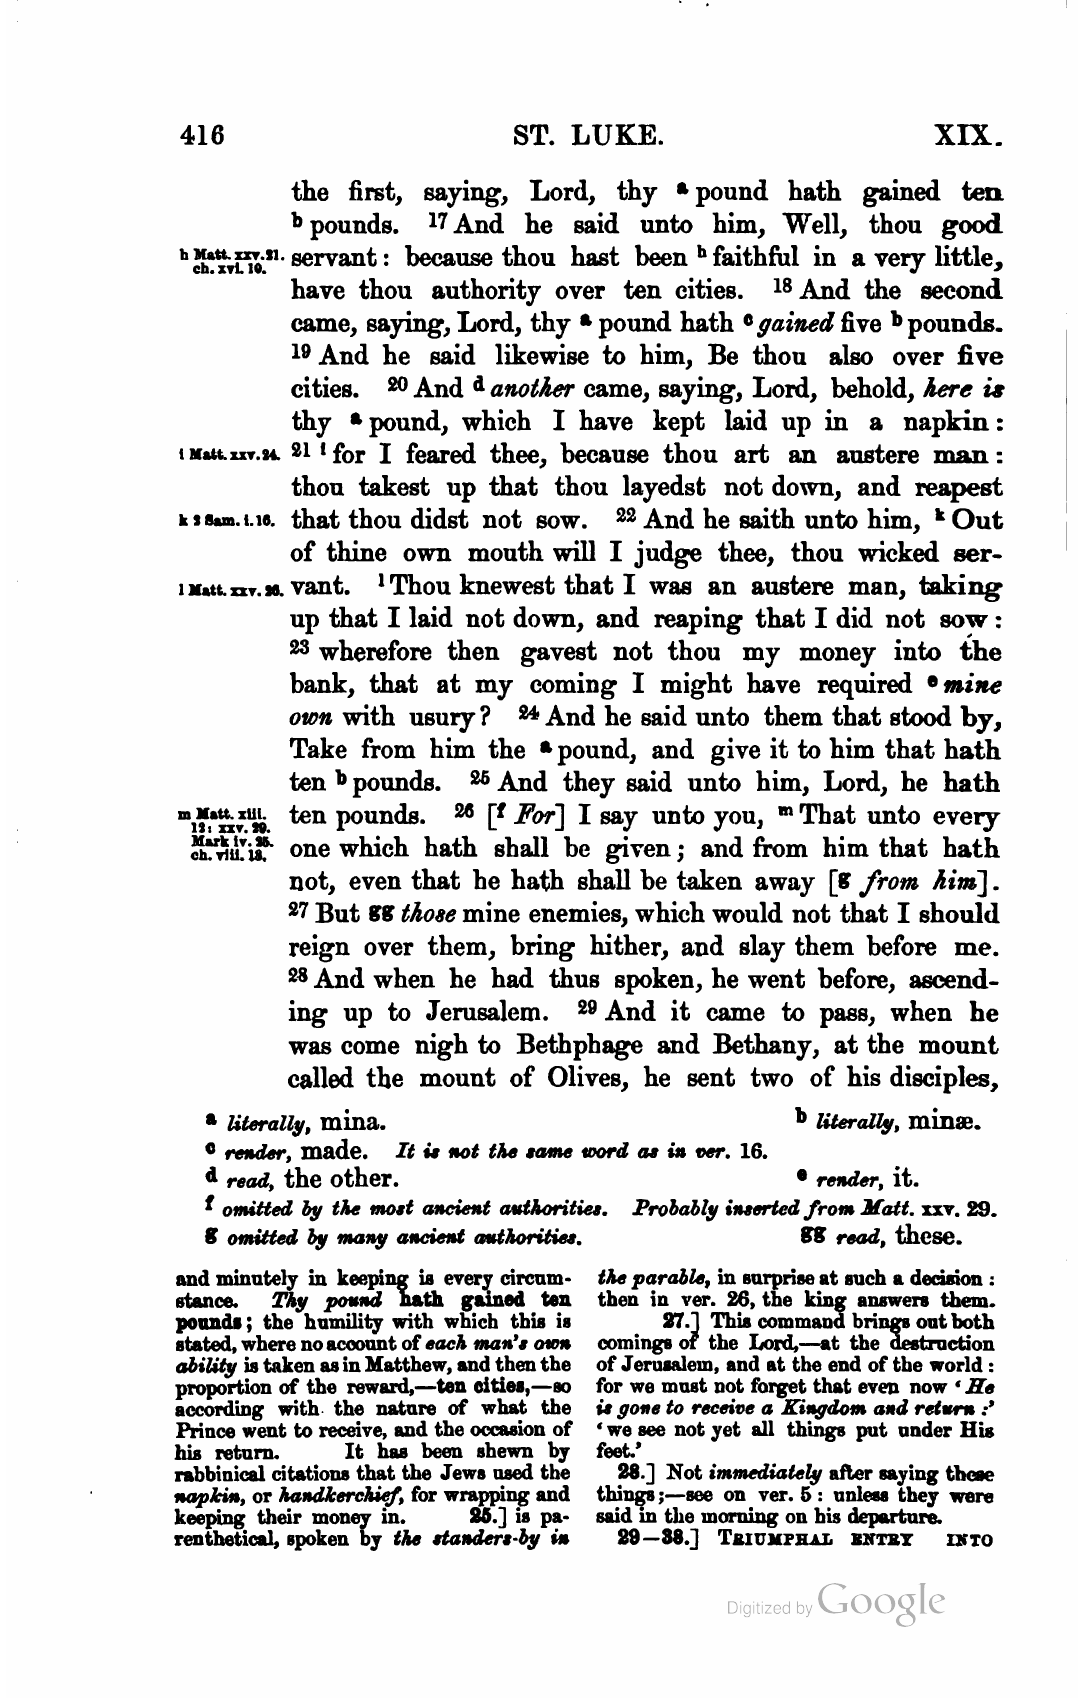 416 ST. LUKE. XIX.
the first, saying, Lord, thy a pound hath gained ten
b pounds. 17 And he said unto him, Well, thou good
h Matt. xxv. 21. ch. xvi. 10.
servant : because thou hast been h faithful in a very little,
have thou authority over ten cities. 18 And the second
came, saying, Lord, thy a pound hath c gained five b pounds.
19 And he said likewise to him, Be thou also over five
cities. 20 And d another came, saying, Lord, behold, here is
thy a pound, which I have kept laid up in a napkin :
i Matt. xxv. 24.
21 i for I feared thee, because thou art an austere man :
thou takest up that thou layedst not down, and reapest
k 2 Sam. i. 16.
that thou didst not sow. 22 And he saith unto him, k Out
of thine own mouth will I judge thee, thou wicked ser-
l Matt. xxv. 26.
vant. l Thou knewest that I was an austere man, taking
up that I laid not down, and reaping that I did not sow :
23 wherefore then gavest not thou my money into the
bank, that at my coming I might have required e mine
own with usury ? 24 And he said unto them that stood by,
Take from him the a pound, and give it to him that hath
ten b pounds. 25 And they said unto him, Lord, he hath
m Matt. xiii.
12: xxv. 29.
Mark iv. 25.
ch. viii. 18.
ten pounds. 26 [f For] I say unto you, m That unto every
one which hath shall be given ; and from him that hath
not, even that he hath shall be taken away [g from him].
27 But gg those mine enemies, which would not that I should
reign over them, bring hither, and slay them before me.
28 And when he had thus spoken, he went before, ascend-
ing up to Jerusalem. 29 And it came to pass, when he
was come nigh to Bethphage and Bethany, at the mount
called the mount of Olives, he sent two of his disciples,
a literally, mina. b literally, minæ.
c render, made. It is not the same word as in ver. 16.
d read, the other. e render, it.
f omitted by the most ancient authorities. Probably inserted from Matt. xxv. 29.
g omitted by many ancient authorities. gg read, these.
and minutely in keeping is every circum-
stance. Thy pound hath gained ten
pounds; the humility with which this is
stated, where no account of each man's own
ability is taken as in Matthew, and then the
proportion of the reward,—ten cities,—so
according with the nature of what the
Prince went to receive, and the occasion of
his return. It has been shewn by
rabbinical citations that the Jews used the
napkin, or handkerchief, for wrapping and
keeping their money in. 25.] is pa-
renthetical, spoken by the standers-by in
the parable, in surprise at such a decision :
then in ver. 26, the king answers them.
27.] This command brings out both
comings of the Lord,—at the destruction
of Jerusalem, and at the end of the world :
for we must not forget that even now ‘ He
is gone to receive a Kingdom and return :’
‘ we see not yet all things put under His
feet.’
28.] Not immediately after saying these
things;—see on ver. 5 : unless they were
said in the morning on his departure.
29—38.] TRIUMPHAL ENTRY INTO
Digitized by Google